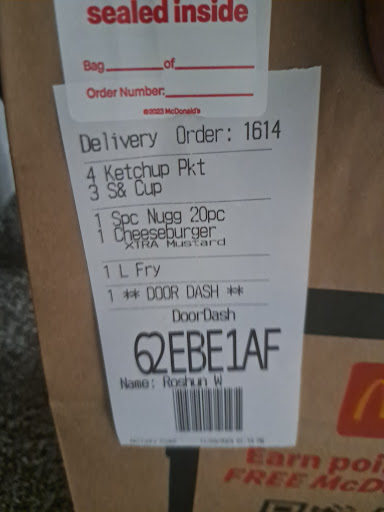 sealed inside
Bag of
Order Number:
©2023 McDonald's
Delivery Order: 1614
4 Ketchup Pkt
3 S& Cup
1 Spc Nugg 20pc
1 Cheeseburger
XTRA Mustard
1 L Fry
1 ** DOOR DASH **
DoorDash
62EBE1AF
Name: Roshun W
Earn
FREE McD